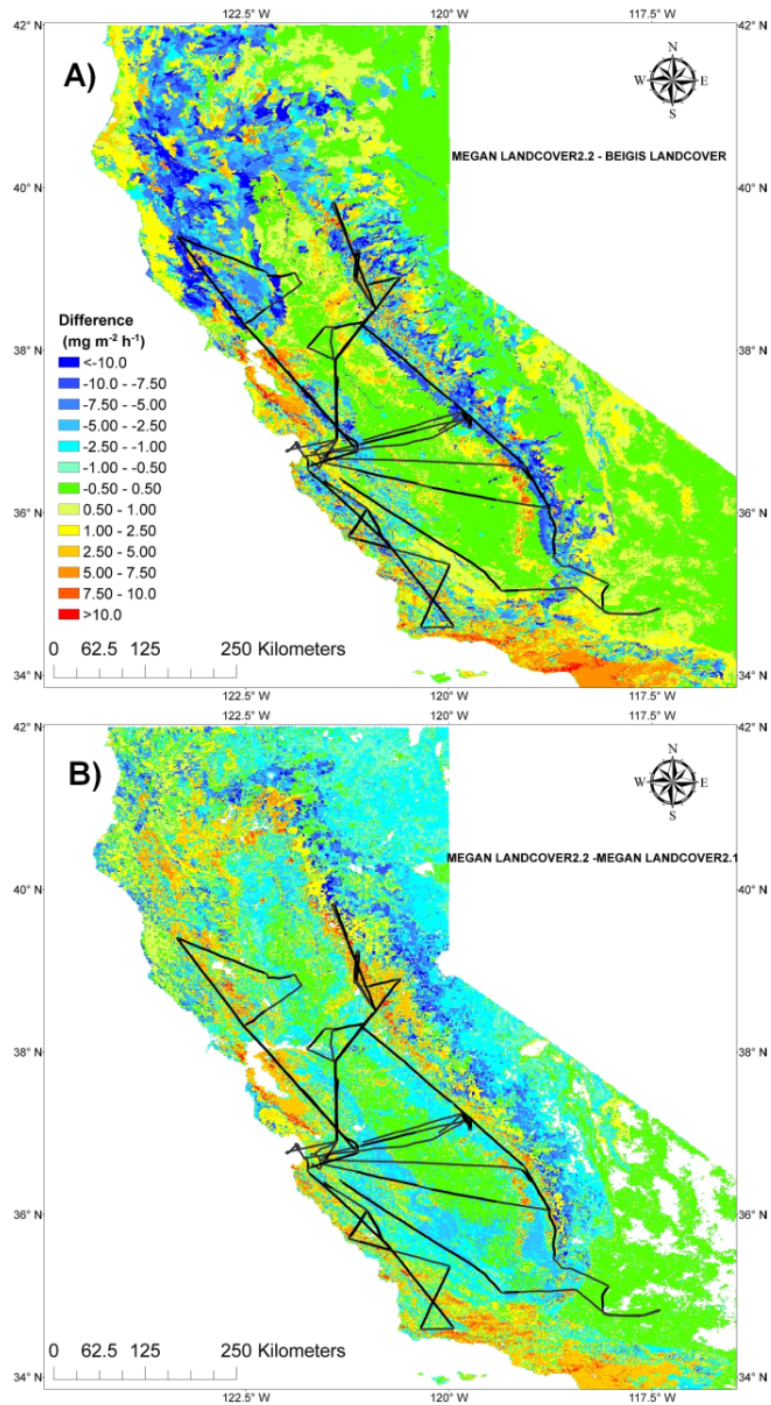 122.5° W 120° W 117.5° W
42° N 42° N
A)
N
W E
S
MEGAN LANDCOVER2.2 - BEIGIS LANDCOVER
40° N 40° N
Difference
(mg m⁻² h⁻¹)
<-10.0
38° N 38° N
-10.0 - -7.50
-7.50 - -5.00
-5.00 - -2.50
-2.50 - -1.00
-1.00 - -0.50
-0.50 - 0.50
0.50 - 1.00
36° N 36° N
1.00 - 2.50
2.50 - 5.00
5.00 - 7.50
7.50 - 10.0
>10.0
0 62.5 125 250 Kilometers
34° N 34° N
122.5° W 120° W 117.5° W
42° N 42° N
B)
N
W E
S
MEGAN LANDCOVER2.2 -MEGAN LANDCOVER2.1
40° N 40° N
38° N 38° N
36° N 36° N
0 62.5 125 250 Kilometers
34° N 34° N
122.5° W 120° W 117.5° W